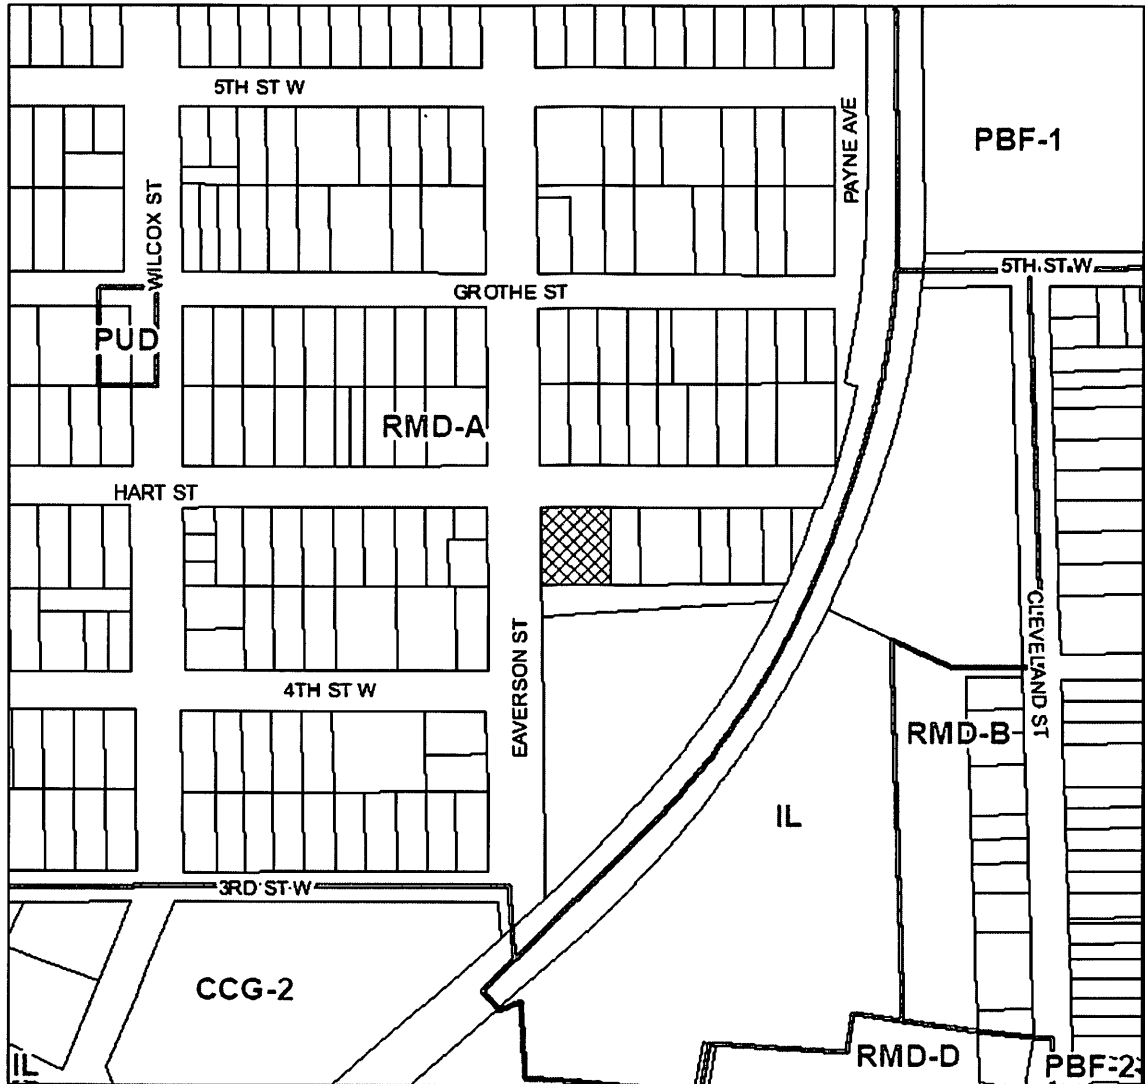 5TH ST W
PAYNE AVE
PBF-1
WILCOX ST
5TH ST W
GROTHE ST
PUD
RMD-A
HART ST
CLEVELAND ST
EAVERSON ST
4TH ST W
RMD-B
IL
3RD ST W
CCG-2
RMD-D
PBF-2
IL